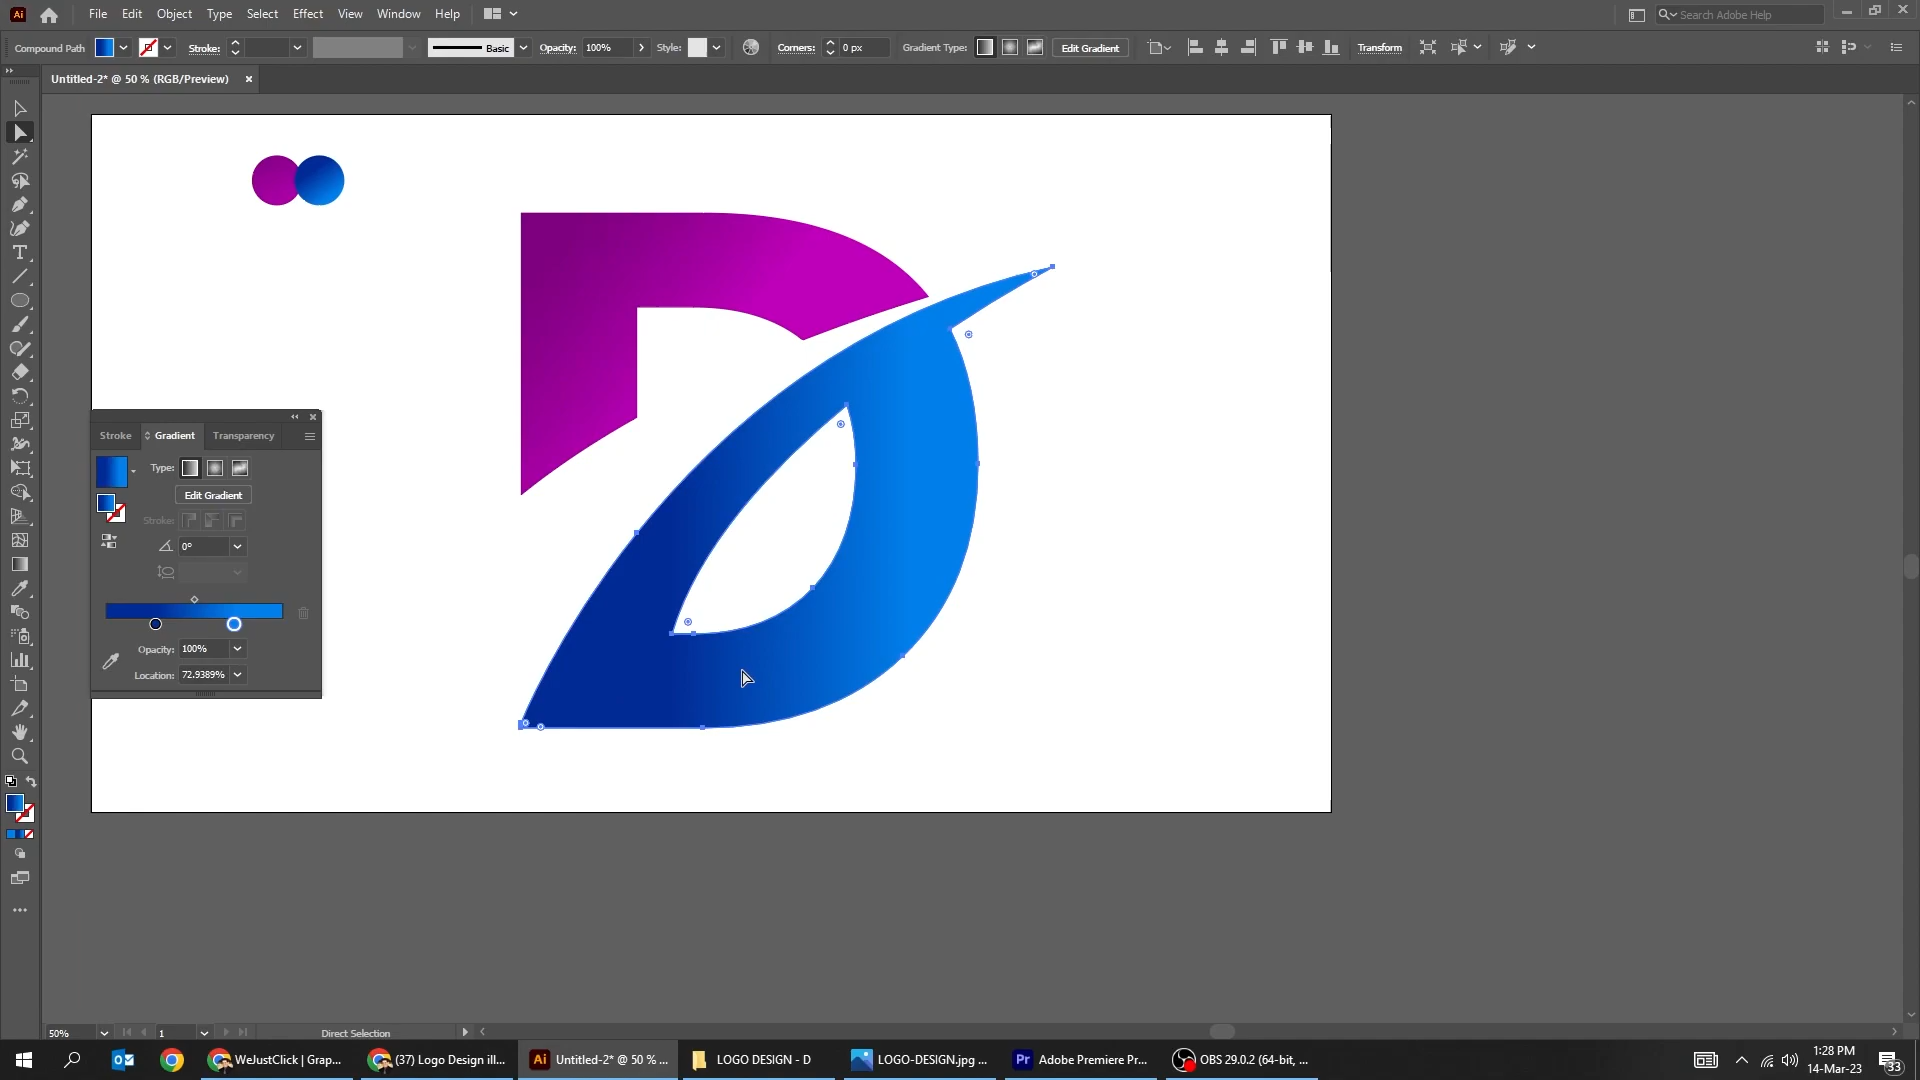 Ai File Edit Object Type Select Effect View Window Help Search Adobe Help
Compound Path Stroke: Basic Opacity: 100% Style: Corners: 0 px Gradient Type: Edit Gradient Transform
Untitled-2* @ 50 % (RGB/Preview)
Stroke Gradient Transparency
Type:
Edit Gradient
Stroke:
0°
Opacity: 100%
Location: 72.9389%
50% 1 Direct Selection
WeJustClick | Grap... (37) Logo Design ill... Ai Untitled-2* @ 50 % ... LOGO DESIGN - D LOGO-DESIGN.jpg ... Pr Adobe Premiere Pr... OBS 29.0.2 (64-bit, ...
1:28 PM
14-Mar-23
33